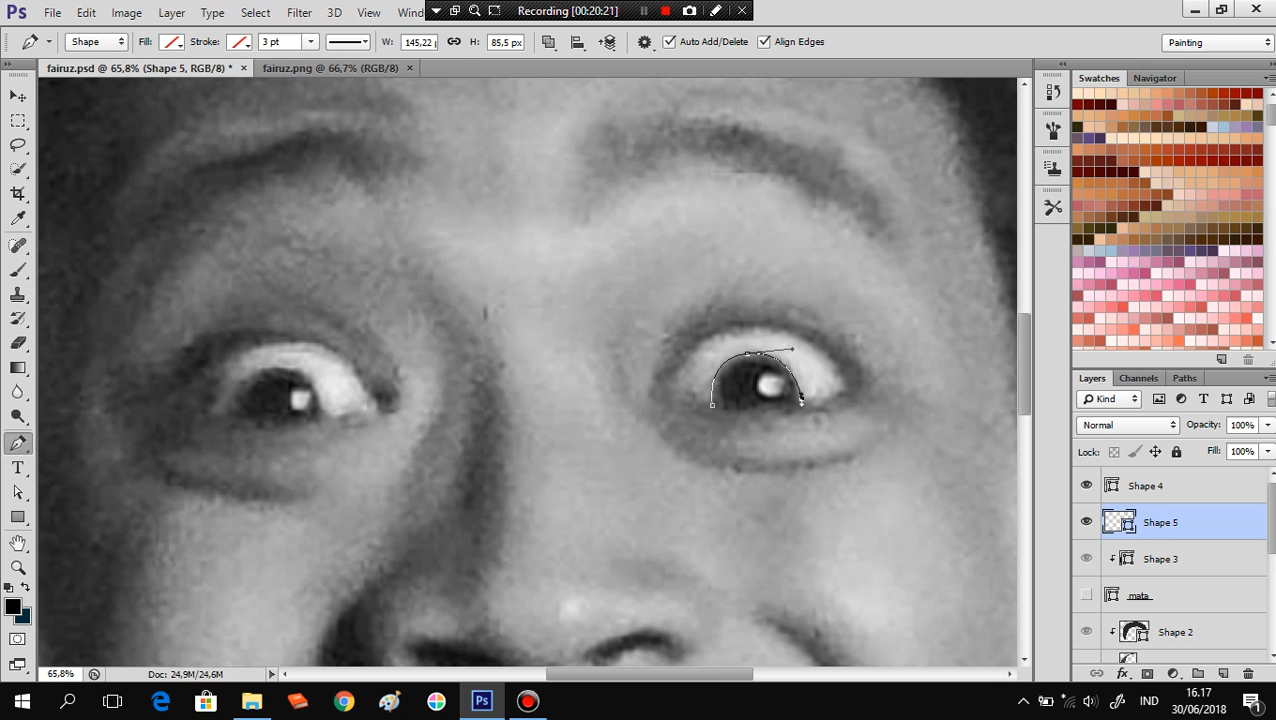 Ps File Edit Image Layer Type Select Filter 3D View Wind
Recording [00:20:21]
Shape Fill: Stroke: 3 pt W: 145,22 H: 85,5 px Auto Add/Delete Align Edges Painting
fairuz.psd @ 65,8% (Shape 5, RGB/8) * × fairuz.png @ 66,7% (RGB/8) ×
Swatches Navigator
Layers Channels Paths
Kind
Normal Opacity: 100%
Lock: Fill: 100%
Shape 4
Shape 5
Shape 3
mata
Shape 2
65,8% Doc: 24,9M/24,6M
Ps IND 16.17
30/06/2018